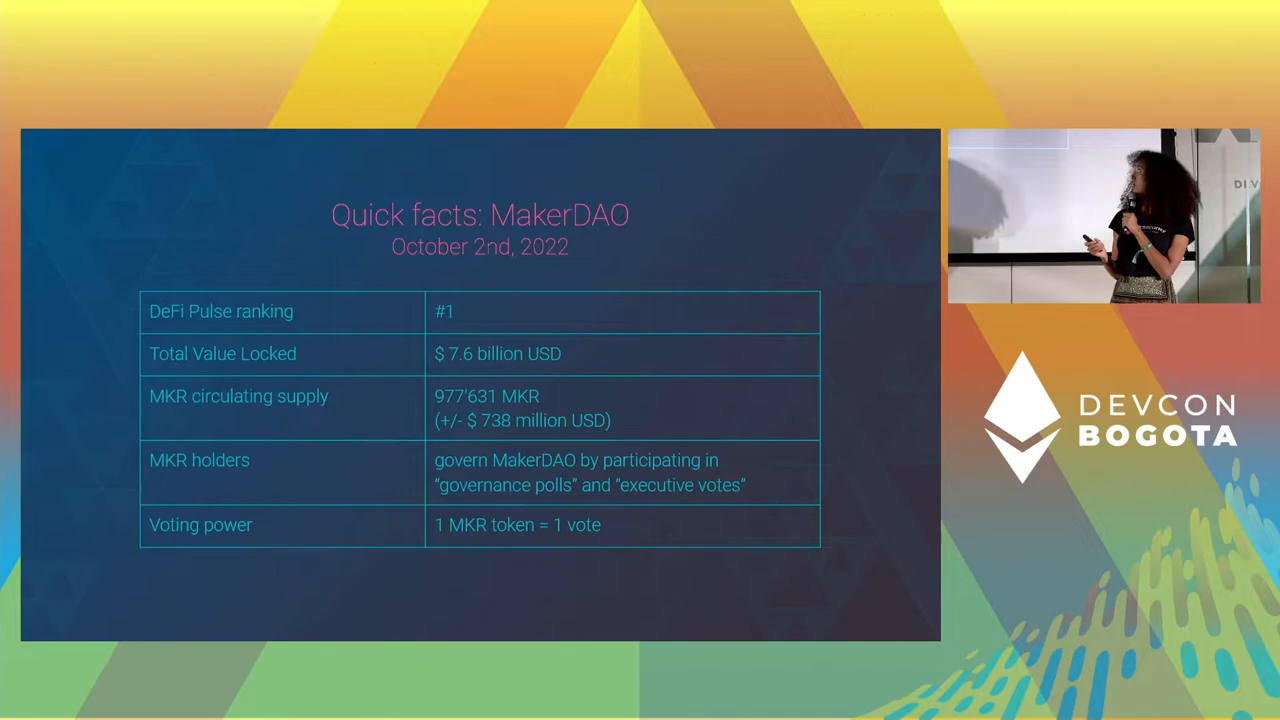 Quick facts: MakerDAO
October 2nd, 2022
DeFi Pulse ranking
#1
Total Value Locked
$ 7.6 billion USD
MKR circulating supply
977'631 MKR
(+/- $ 738 million USD)
MKR holders
govern MakerDAO by participating in
"governance polls" and "executive votes"
Voting power
1 MKR token = 1 vote
DEVCON
BOGOTA